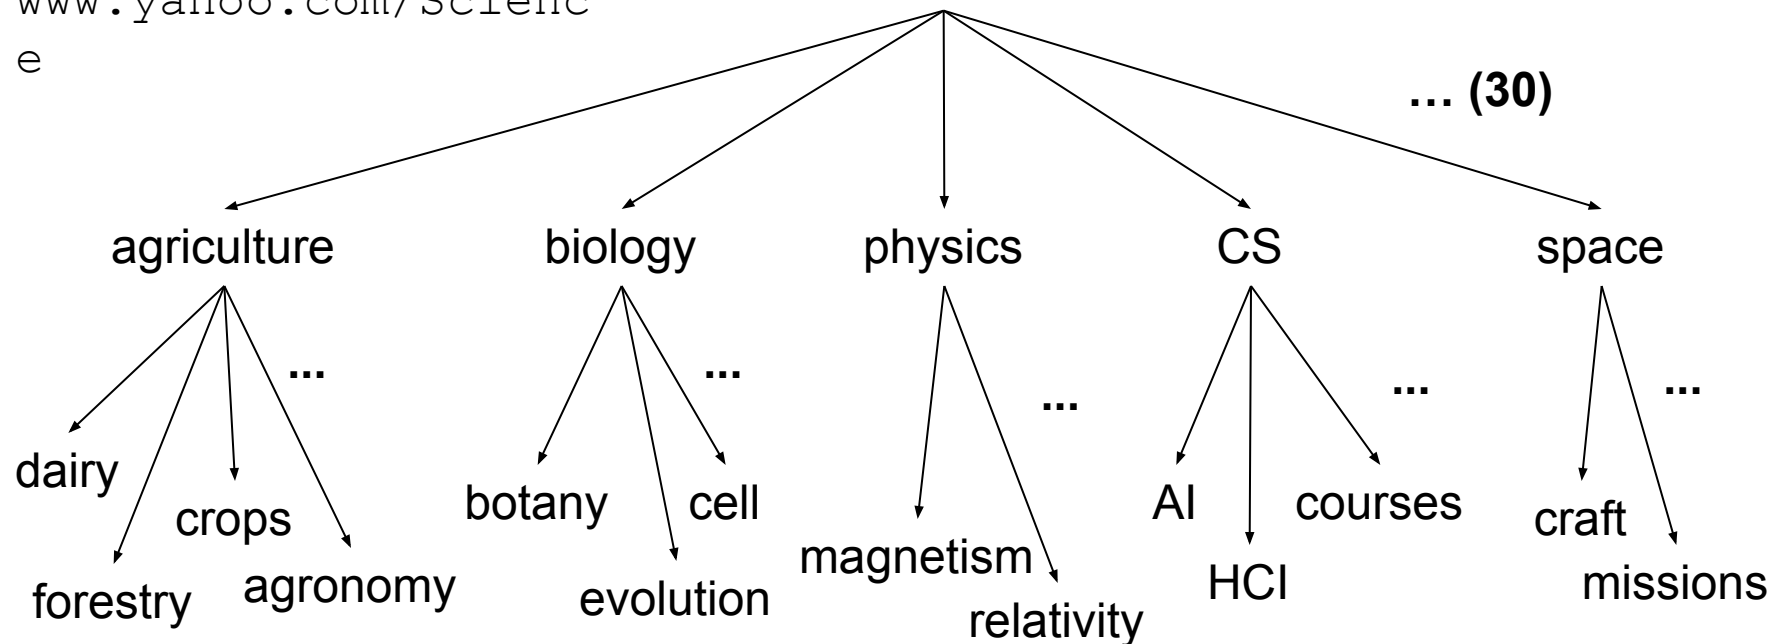 www.yahoo.com/Scienc
e
… (30)
agriculture biology physics CS space
... ... ... ... ...
dairy
botany cell AI courses
crops craft
magnetism
forestry agronomy evolution HCI missions
relativity